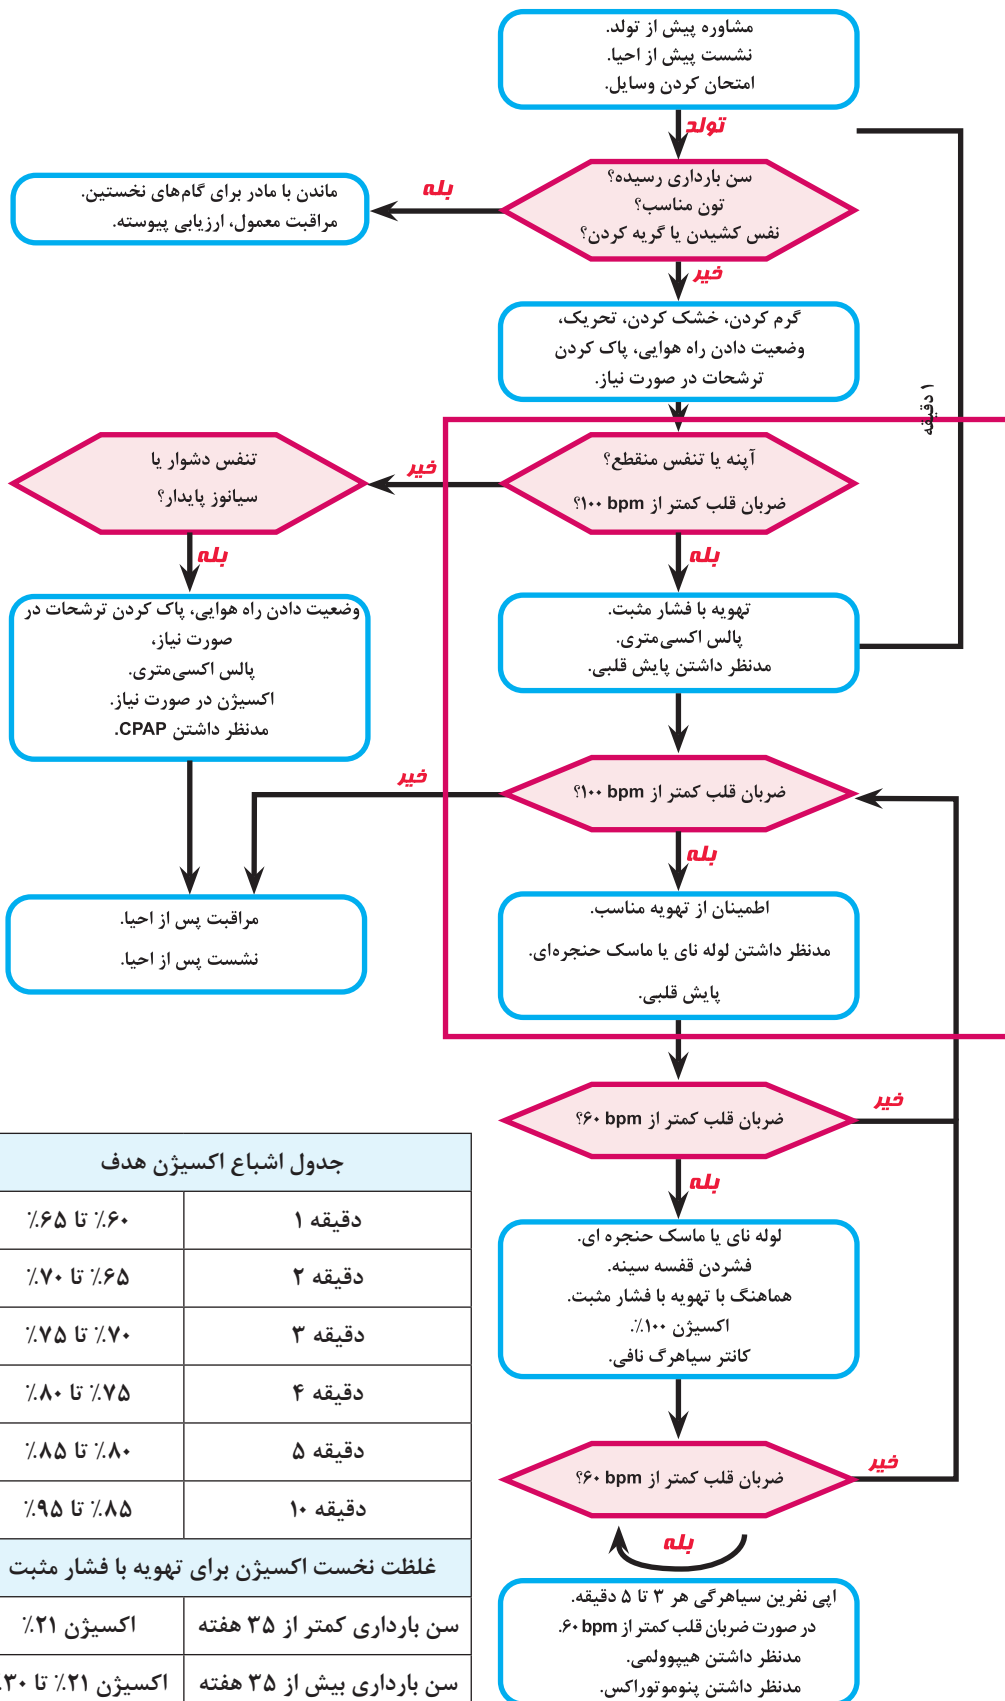 مشاوره پیش از تولد.
نشست پیش از احیا.
امتحان کردن وسایل.
تولد
سن بارداری رسیده؟
تون مناسب؟
نفس کشیدن یا گریه کردن؟
بله
ماندن با مادر برای گام‌های نخستین.
مراقبت معمول، ارزیابی پیوسته.
خیر
گرم کردن، خشک کردن، تحریک،
وضعیت دادن راه هوایی، پاک کردن
ترشحات در صورت نیاز.
۱ دقیقه
آپنه یا تنفس منقطع؟
ضربان قلب کمتر از ۱۰۰ bpm؟
خیر
تنفس دشوار یا
سیانوز پایدار؟
بله
بله
تهویه با فشار مثبت.
پالس اکسی‌متری.
مدنظر داشتن پایش قلبی.
وضعیت دادن راه هوایی، پاک کردن ترشحات در
صورت نیاز،
پالس اکسی‌متری.
اکسیژن در صورت نیاز.
مدنظر داشتن CPAP.
ضربان قلب کمتر از ۱۰۰ bpm؟
خیر
بله
اطمینان از تهویه مناسب.
مدنظر داشتن لوله نای یا ماسک حنجره‌ای.
پایش قلبی.
مراقبت پس از احیا.
نشست پس از احیا.
ضربان قلب کمتر از ۶۰ bpm؟
خیر
بله
لوله نای یا ماسک حنجره ای.
فشردن قفسه سینه.
هماهنگ با تهویه با فشار مثبت.
اکسیژن ۱۰۰٪.
کانتر سیاهرگ نافی.
ضربان قلب کمتر از ۶۰ bpm؟
خیر
بله
اپی نفرین سیاهرگی هر ۳ تا ۵ دقیقه.
در صورت ضربان قلب کمتر از ۶۰ bpm.
مدنظر داشتن هیپوولمی.
مدنظر داشتن پنوموتوراکس.
جدول اشباع اکسیژن هدف
دقیقه ۱ ۶۰٪ تا ۶۵٪
دقیقه ۲ ۶۵٪ تا ۷۰٪
دقیقه ۳ ۷۰٪ تا ۷۵٪
دقیقه ۴ ۷۵٪ تا ۸۰٪
دقیقه ۵ ۸۰٪ تا ۸۵٪
دقیقه ۱۰ ۸۵٪ تا ۹۵٪
غلظت نخست اکسیژن برای تهویه با فشار مثبت
سن بارداری کمتر از ۳۵ هفته اکسیژن ۲۱٪
سن بارداری بیش از ۳۵ هفته اکسیژن ۲۱٪ تا ۳۰٪